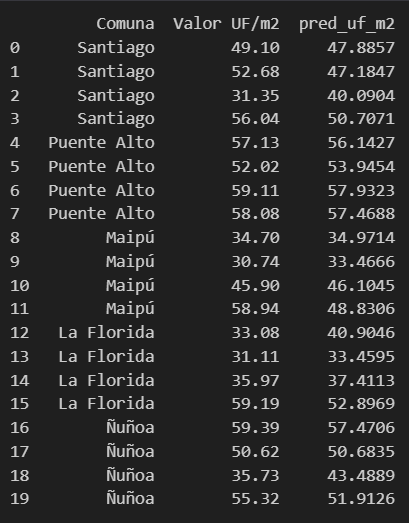 Comuna Valor UF/m2 pred_uf_m2
0 Santiago 49.10 47.8857
1 Santiago 52.68 47.1847
2 Santiago 31.35 40.0904
3 Santiago 56.04 50.7071
4 Puente Alto 57.13 56.1427
5 Puente Alto 52.02 53.9454
6 Puente Alto 59.11 57.9323
7 Puente Alto 58.08 57.4688
8 Maipú 34.70 34.9714
9 Maipú 30.74 33.4666
10 Maipú 45.90 46.1045
11 Maipú 58.94 48.8306
12 La Florida 33.08 40.9046
13 La Florida 31.11 33.4595
14 La Florida 35.97 37.4113
15 La Florida 59.19 52.8969
16 Ñuñoa 59.39 57.4706
17 Ñuñoa 50.62 50.6835
18 Ñuñoa 35.73 43.4889
19 Ñuñoa 55.32 51.9126